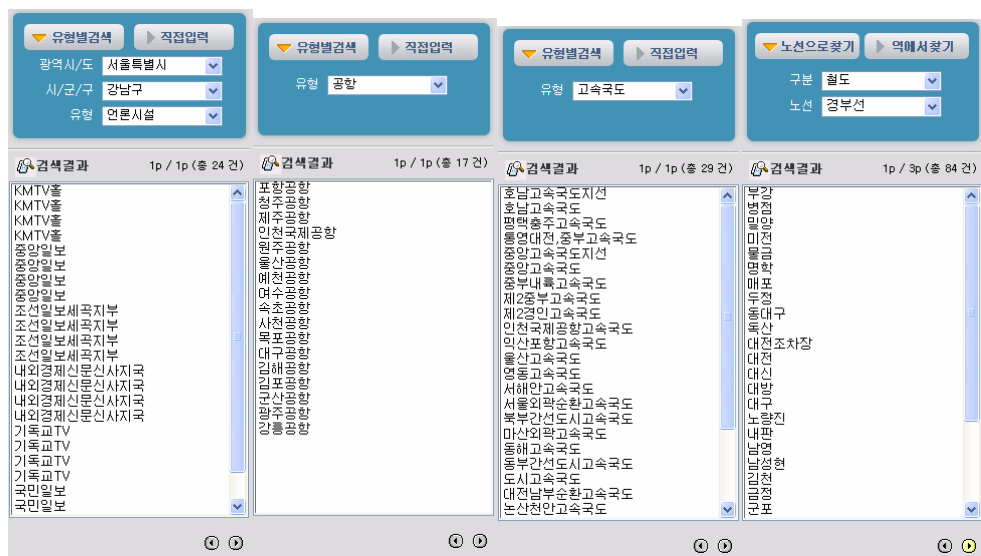 유형별검색 직접입력
광역시/도 서울특별시
시/군/구 강남구
유형 언론시설
검색결과 1p / 1p (총 24 건)
KMTV홀
KMTV홀
KMTV홀
KMTV홀
중앙일보
중앙일보
중앙일보
중앙일보
조선일보세곡지부
조선일보세곡지부
조선일보세곡지부
조선일보세곡지부
내외경제신문신사지국
내외경제신문신사지국
내외경제신문신사지국
내외경제신문신사지국
기독교TV
기독교TV
기독교TV
기독교TV
국민일보
국민일보
유형별검색 직접입력
유형 공항
검색결과 1p / 1p (총 17 건)
포항공항
청주공항
제주공항
인천국제공항
원주공항
울산공항
예천공항
여수공항
속초공항
사천공항
목포공항
대구공항
김해공항
김포공항
군산공항
광주공항
강릉공항
유형별검색 직접입력
유형 고속국도
검색결과 1p / 1p (총 29 건)
호남고속국도지선
호남고속국도
평택충주고속국도
통영대전,중부고속국도
중앙고속국도지선
중앙고속국도
중부내륙고속국도
제2중부고속국도
제2경인고속국도
인천국제공항고속국도
익산포항고속국도
울산고속국도
영동고속국도
서해안고속국도
서울외곽순환고속국도
북부간선도시고속국도
마산외곽고속국도
동해고속국도
동부간선도시고속국도
도시고속국도
대전남부순환고속국도
논산천안고속국도
노선으로찾기 역에서찾기
구분 철도
노선 경부선
검색결과 1p / 3p (총 84 건)
부강
병점
밀양
미전
물금
명학
매포
두정
동대구
독산
대전조차장
대전
대신
대방
대구
노량진
내판
남영
남성현
김천
금정
군포